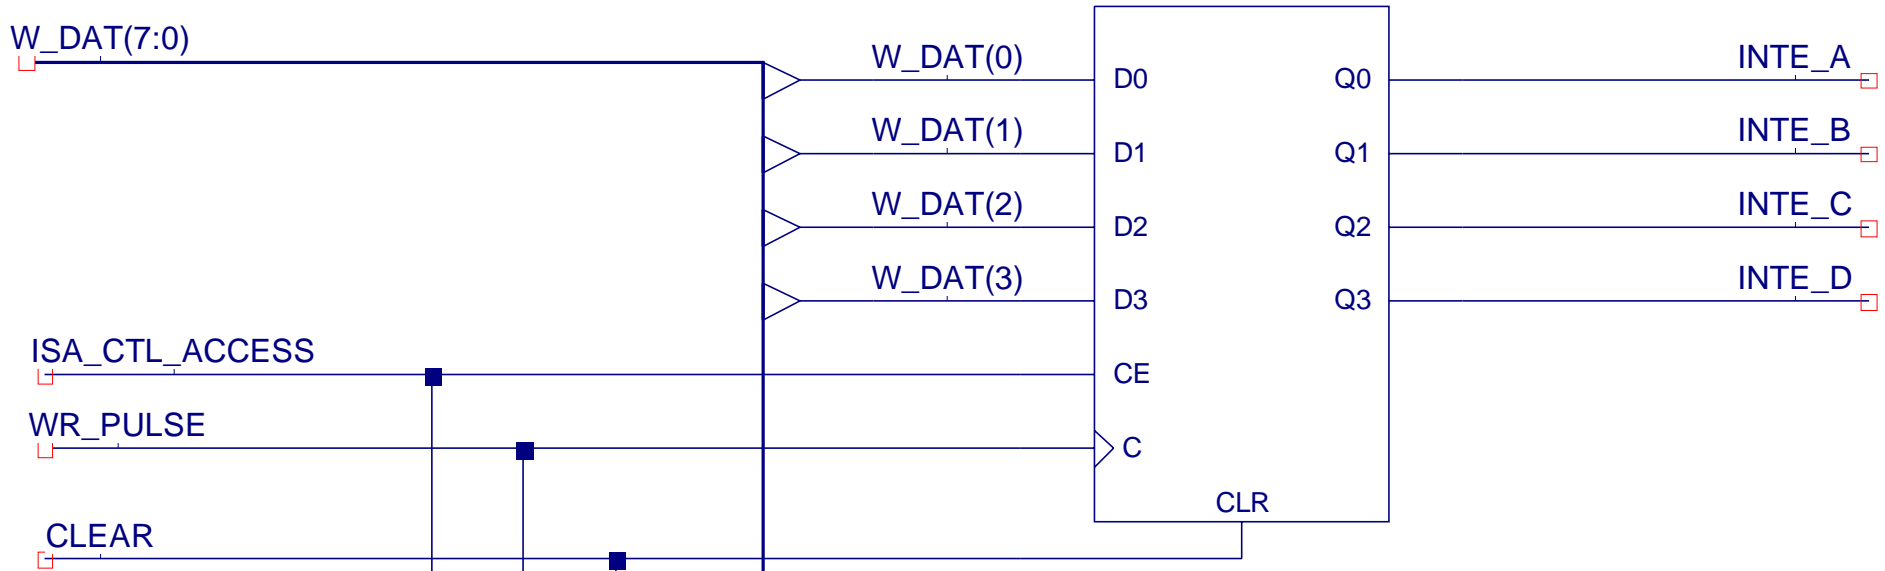 W_DAT(7:0)
W_DAT(0)
D0
Q0
INTE_A
W_DAT(1)
D1
Q1
INTE_B
W_DAT(2)
D2
Q2
INTE_C
W_DAT(3)
D3
Q3
INTE_D
ISA_CTL_ACCESS
CE
WR_PULSE
C
CLR
CLEAR